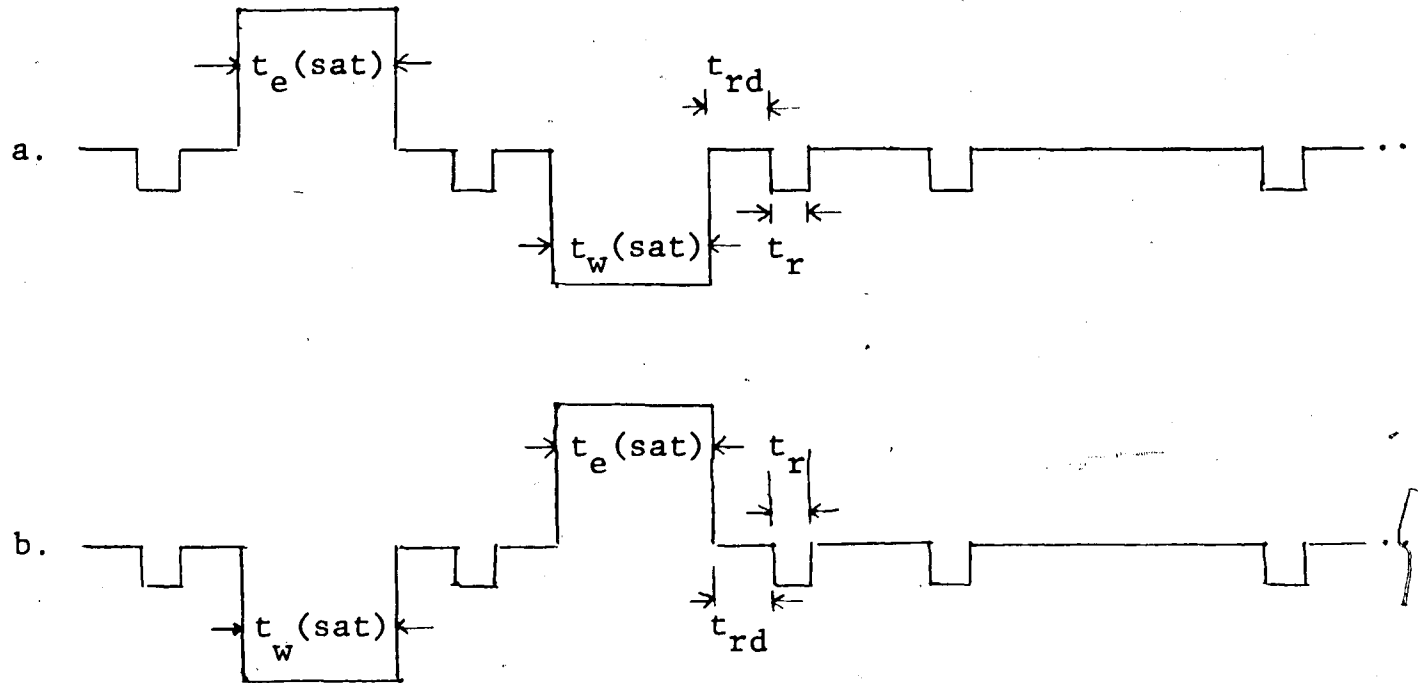 t_e(sat)
t_rd
a.
t_w(sat) t_r
t_e(sat) t_r
b.
t_w(sat) t_rd